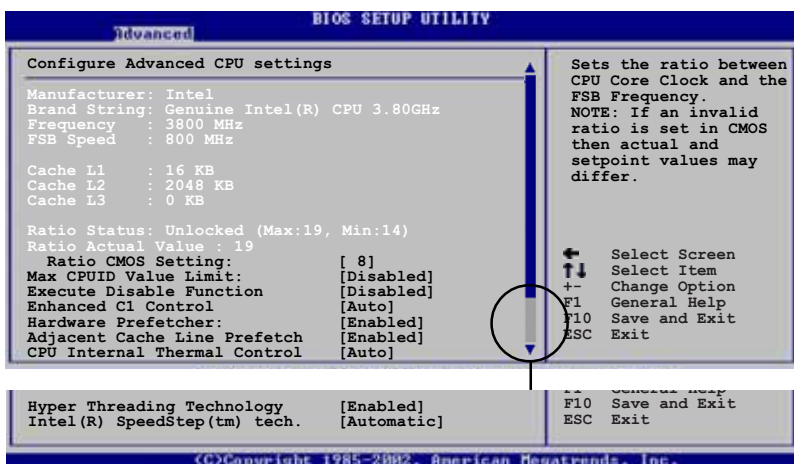 BIOS SETUP UTILITY
Advanced
Configure Advanced CPU settings
Manufacturer: Intel
Brand String: Genuine Intel(R) CPU 3.80GHz
Frequency : 3800 MHz
FSB Speed : 800 MHz
Cache L1 : 16 KB
Cache L2 : 2048 KB
Cache L3 : 0 KB
Ratio Status: Unlocked (Max:19, Min:14)
Ratio Actual Value : 19
Ratio CMOS Setting: [ 8]
Max CPUID Value Limit: [Disabled]
Execute Disable Function [Disabled]
Enhanced C1 Control [Auto]
Hardware Prefetcher: [Enabled]
Adjacent Cache Line Prefetch [Enabled]
CPU Internal Thermal Control [Auto]
Sets the ratio between
CPU Core Clock and the
FSB Frequency.
NOTE: If an invalid
ratio is set in CMOS
then actual and
setpoint values may
differ.
Select Screen
Select Item
+- Change Option
F1 General Help
F10 Save and Exit
ESC Exit
Hyper Threading Technology [Enabled]
Intel(R) SpeedStep(tm) tech. [Automatic]
F1 General Help
F10 Save and Exit
ESC Exit
(C)Copyright 1985-2002, American Megatrends, Inc.